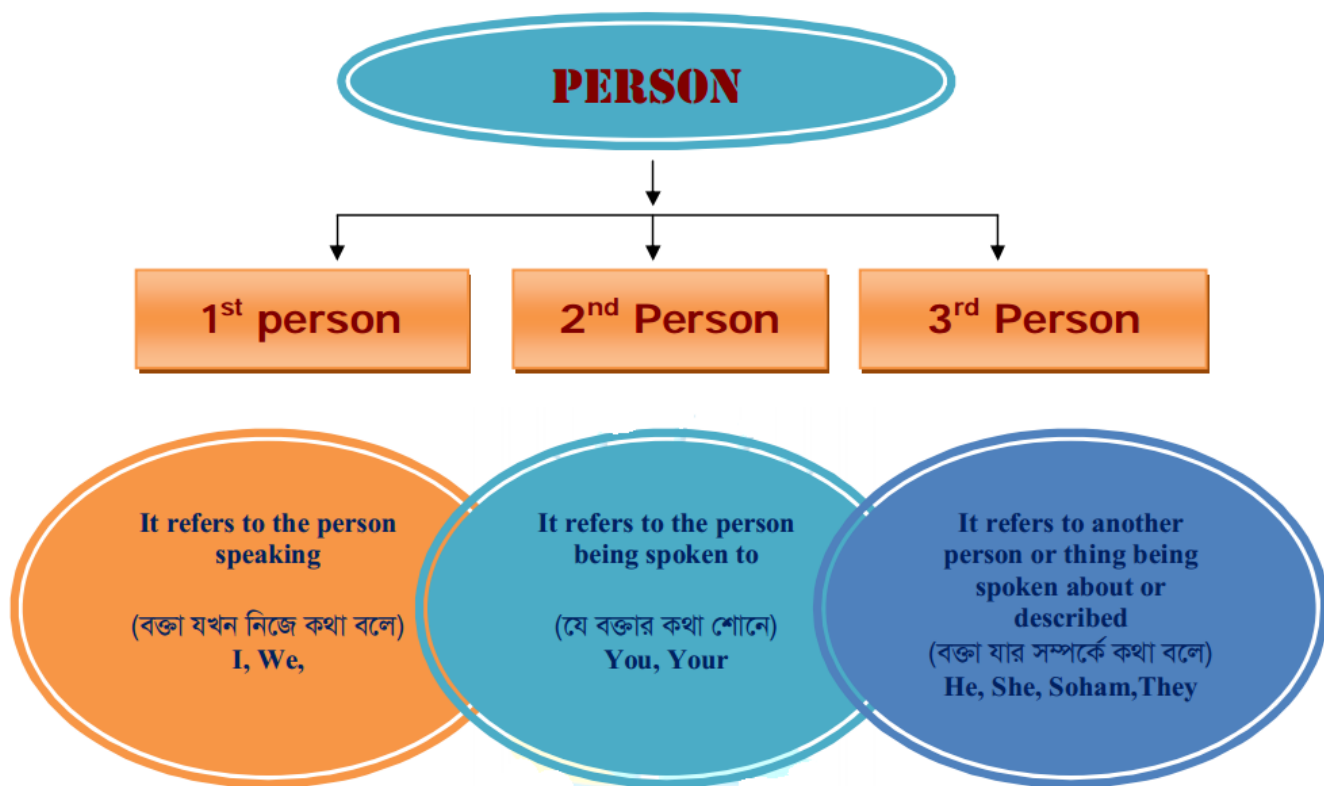 PERSON
1st person
2nd Person
3rd Person
It refers to the person
speaking
(বক্তা যখন নিজে কথা বলে)
I, We,
It refers to the person
being spoken to
(যে বক্তার কথা শোনে)
You, Your
It refers to another
person or thing being
spoken about or
described
(বক্তা যার সম্পর্কে কথা বলে)
He, She, Soham,They